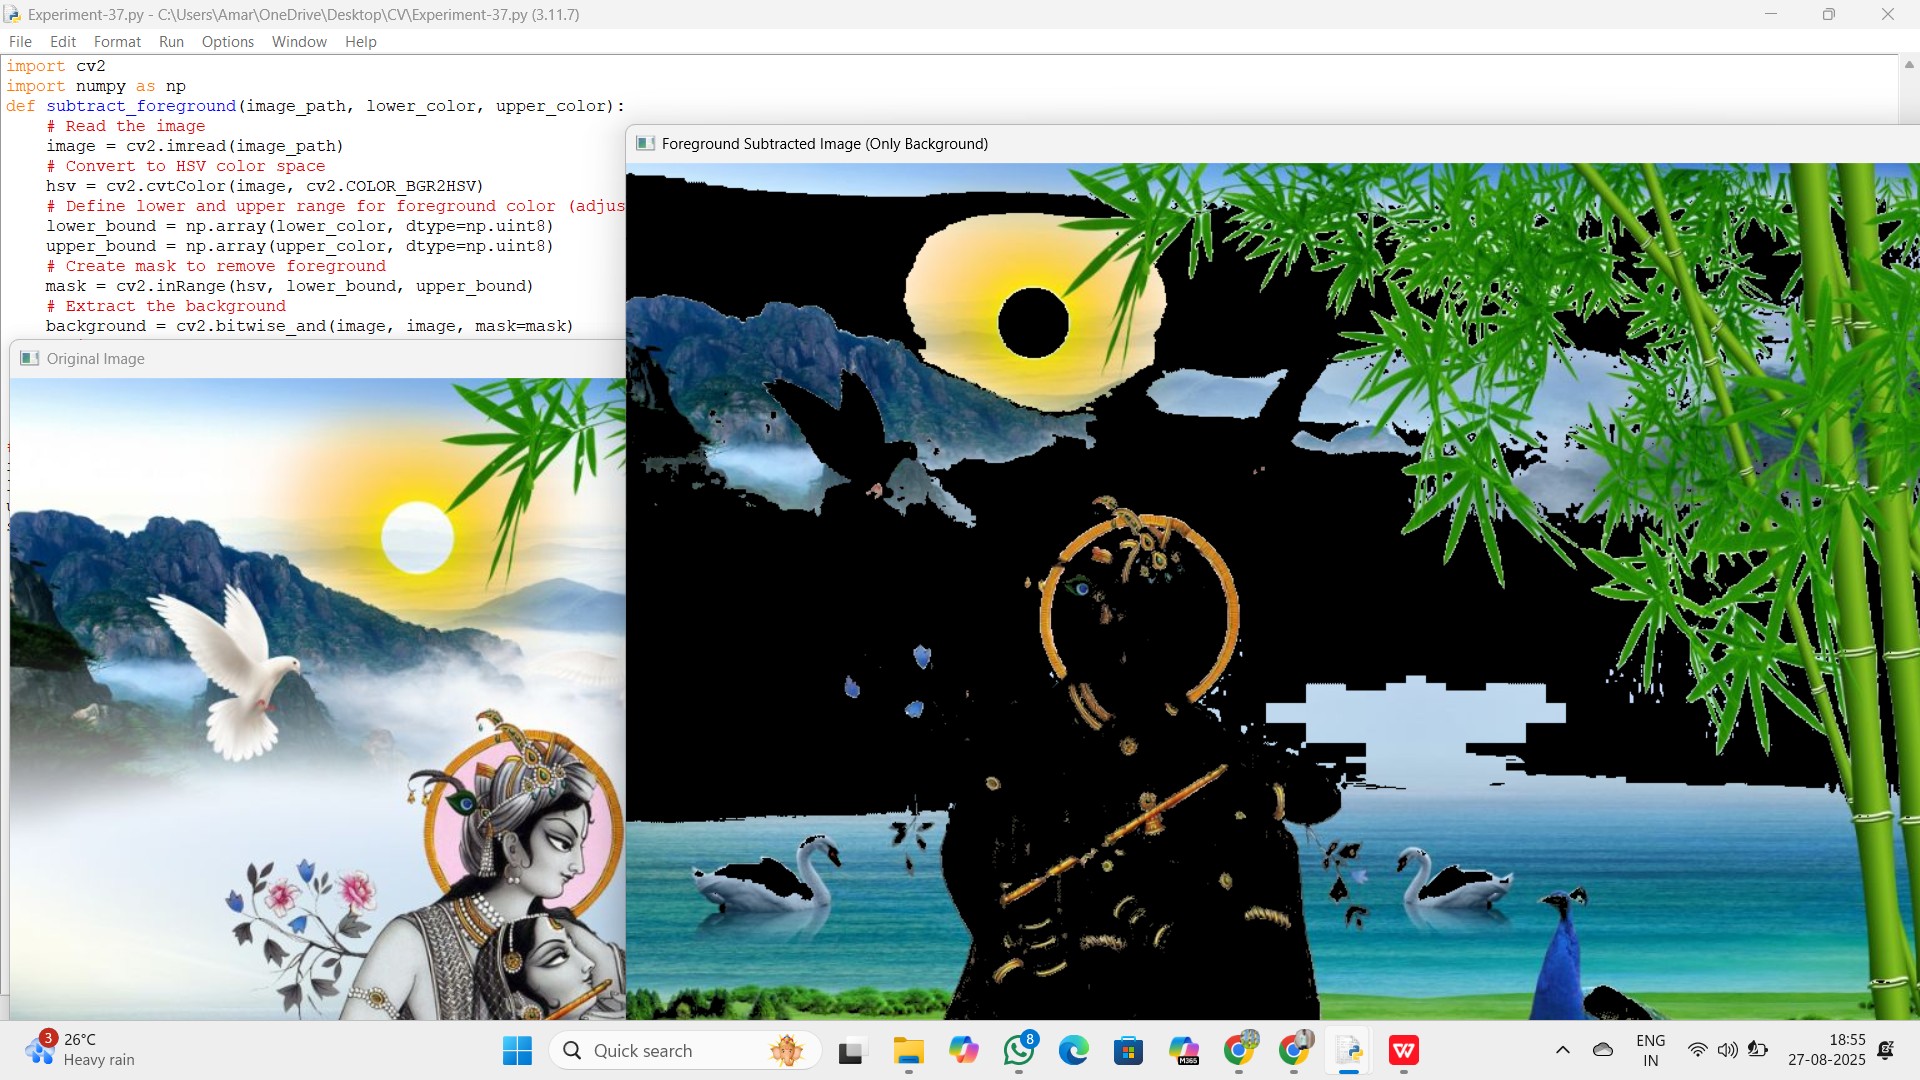 Experiment-37.py - C:\Users\Amar\OneDrive\Desktop\CV\Experiment-37.py (3.11.7)
File Edit Format Run Options Window Help
import cv2
import numpy as np
def subtract_foreground(image_path, lower_color, upper_color):
    # Read the image
    image = cv2.imread(image_path)
    # Convert to HSV color space
    hsv = cv2.cvtColor(image, cv2.COLOR_BGR2HSV)
    # Define lower and upper range for foreground color (adjus
    lower_bound = np.array(lower_color, dtype=np.uint8)
    upper_bound = np.array(upper_color, dtype=np.uint8)
    # Create mask to remove foreground
    mask = cv2.inRange(hsv, lower_bound, upper_bound)
    # Extract the background
    background = cv2.bitwise_and(image, image, mask=mask)
Foreground Subtracted Image (Only Background)
Original Image
3
26°C
Heavy rain
Quick search
8
M365
W
ENG
IN
18:55
27-08-2025